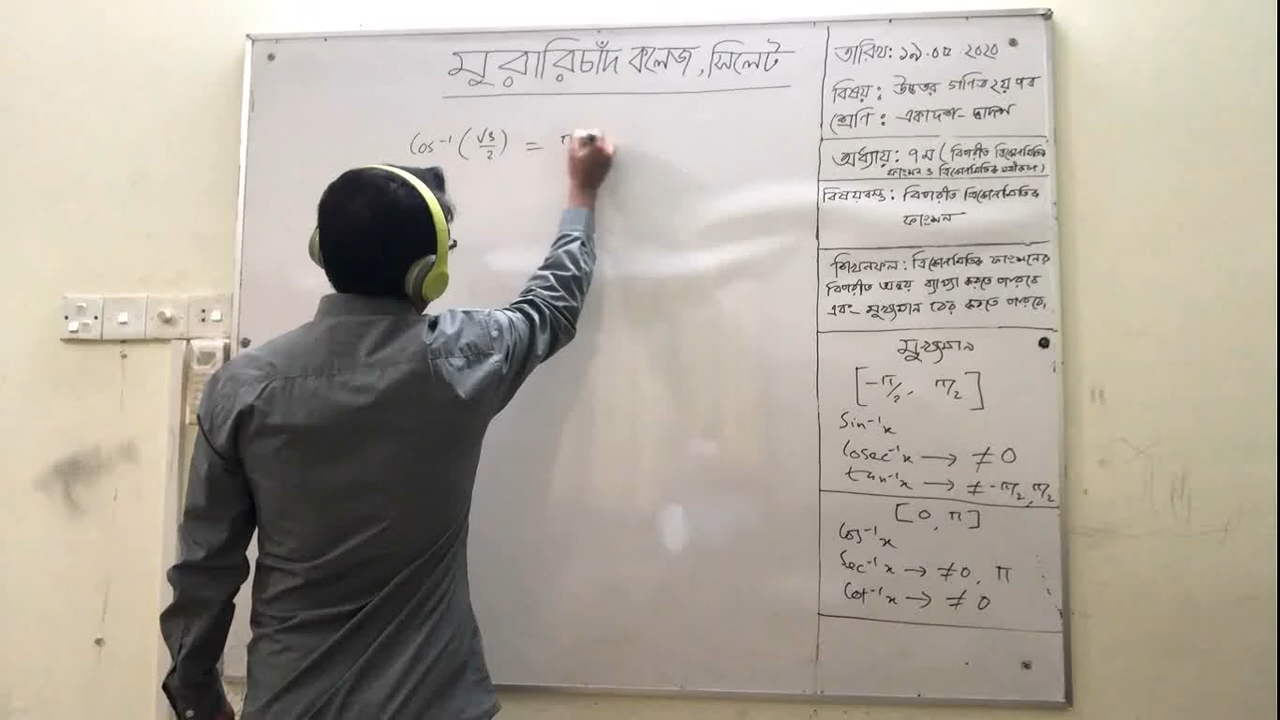 মুরারিচাঁদ কলেজ, সিলেট
Cos⁻¹(√3/2) = π
তারিখ: ১৯.০৫ ২০২০
বিষয়: উচ্চতর গণিত ২য় পত্র
শ্রেণি: একাদশ-দ্বাদশ
অধ্যায়: ৭ম (বিপরীত ত্রিকোণমিতিক
ফাংশন ও ত্রিকোণমিতিক সমীকরণ)
বিষয়বস্তু: বিপরীত ত্রিকোণমিতিক
ফাংশন
শিখনফল: ত্রিকোণমিতিক ফাংশনের
বিপরীত অন্বয় ব্যাখ্যা করতে পারবে
এবং মুখ্যমান বের করতে পারবে,
মুখ্যমান
[-π/2, π/2]
Sin⁻¹x
Cosec⁻¹x → ≠ 0
tan⁻¹x → ≠ -π/2, π/2
[0, π]
Cos⁻¹x
Sec⁻¹x → ≠ 0, π
Cot⁻¹x → ≠ 0